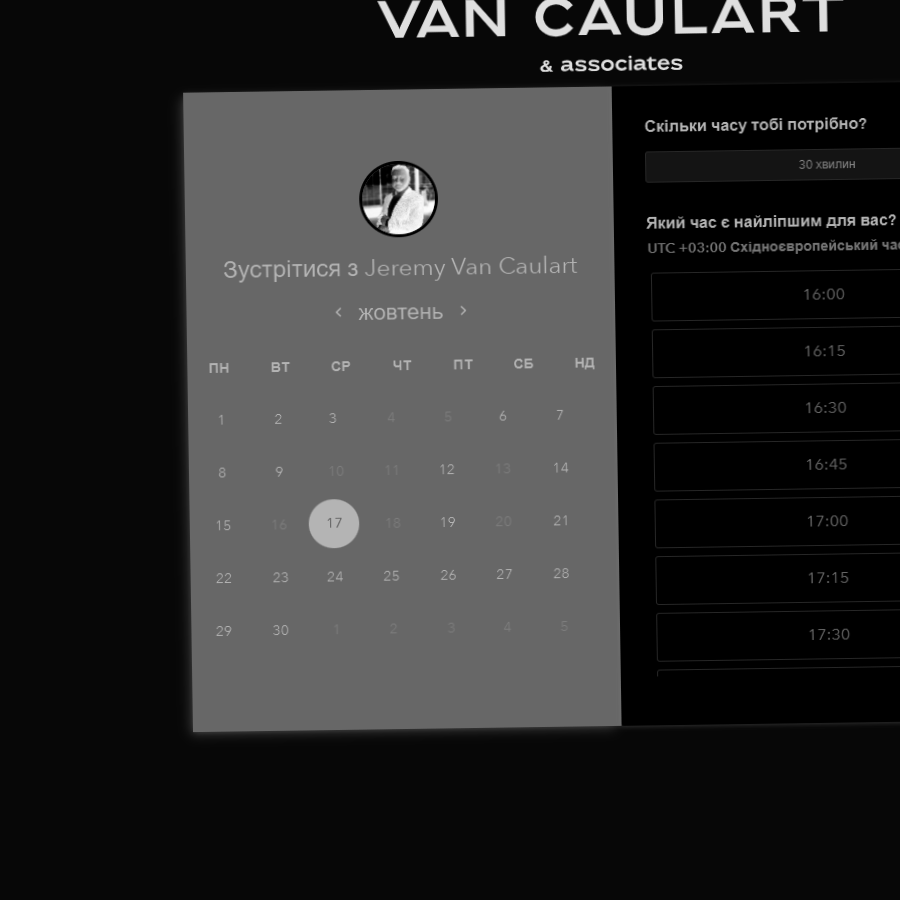 VAN CAULART
& associates
Зустрітися з Jeremy Van Caulart
‹ жовтень ›
ПН ВТ СР ЧТ ПТ СБ НД
1 2 3 4 5 6 7
8 9 10 11 12 13 14
15 16 17 18 19 20 21
22 23 24 25 26 27 28
29 30 1 2 3 4 5
Скільки часу тобі потрібно?
30 хвилин
Який час є найліпшим для вас?
UTC +03:00 Східноєвропейський
16:00
16:15
16:30
16:45
17:00
17:15
17:30